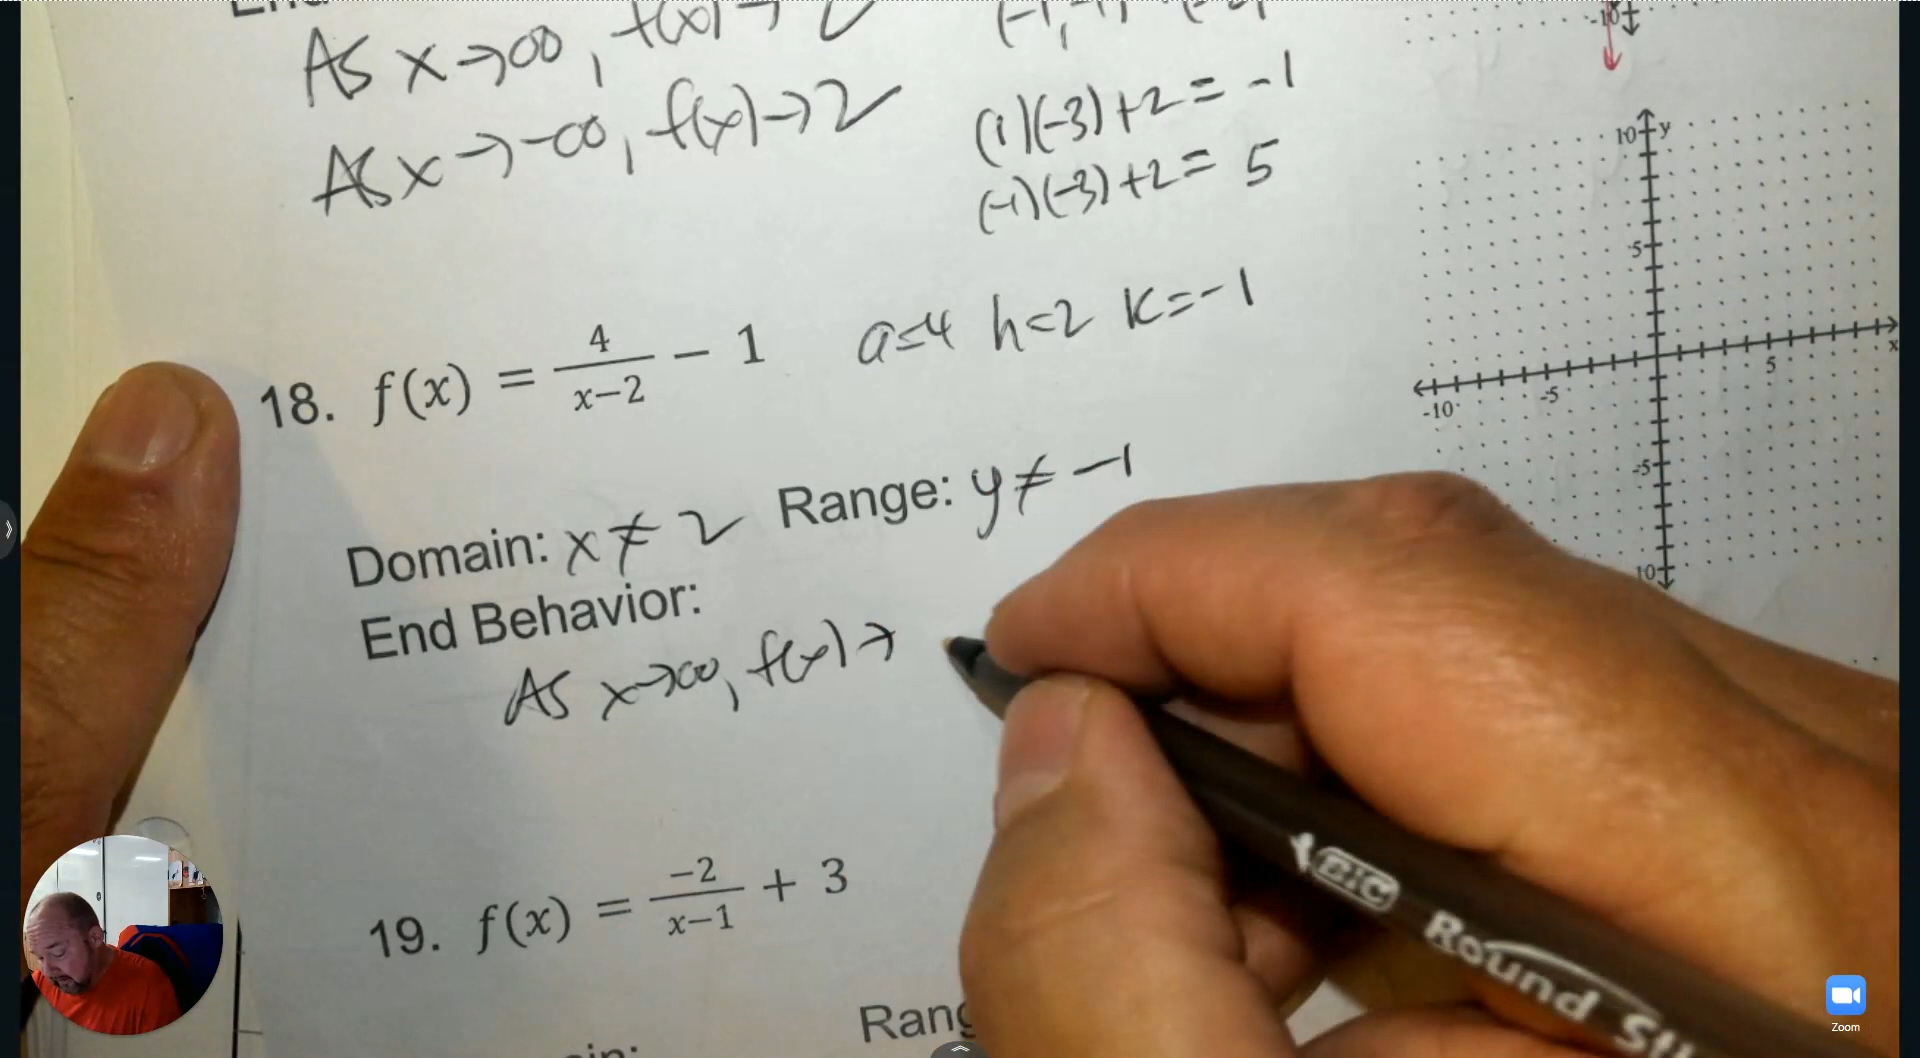 As x→∞, f(x)→2
As x→-∞, f(x)→2
(1)(-3)+2=-1
(-1)(-3)+2=5
-10
18. f(x) = 4/(x−2) − 1 a=4 h=2 k=-1
Domain: x≠2 Range: y≠-1
End Behavior:
As x→∞, f(x)→
19. f(x) = −2/(x−1) + 3
10 y
5
-10 -5 5 x
-5
10
BIC Round Sti
Zoom